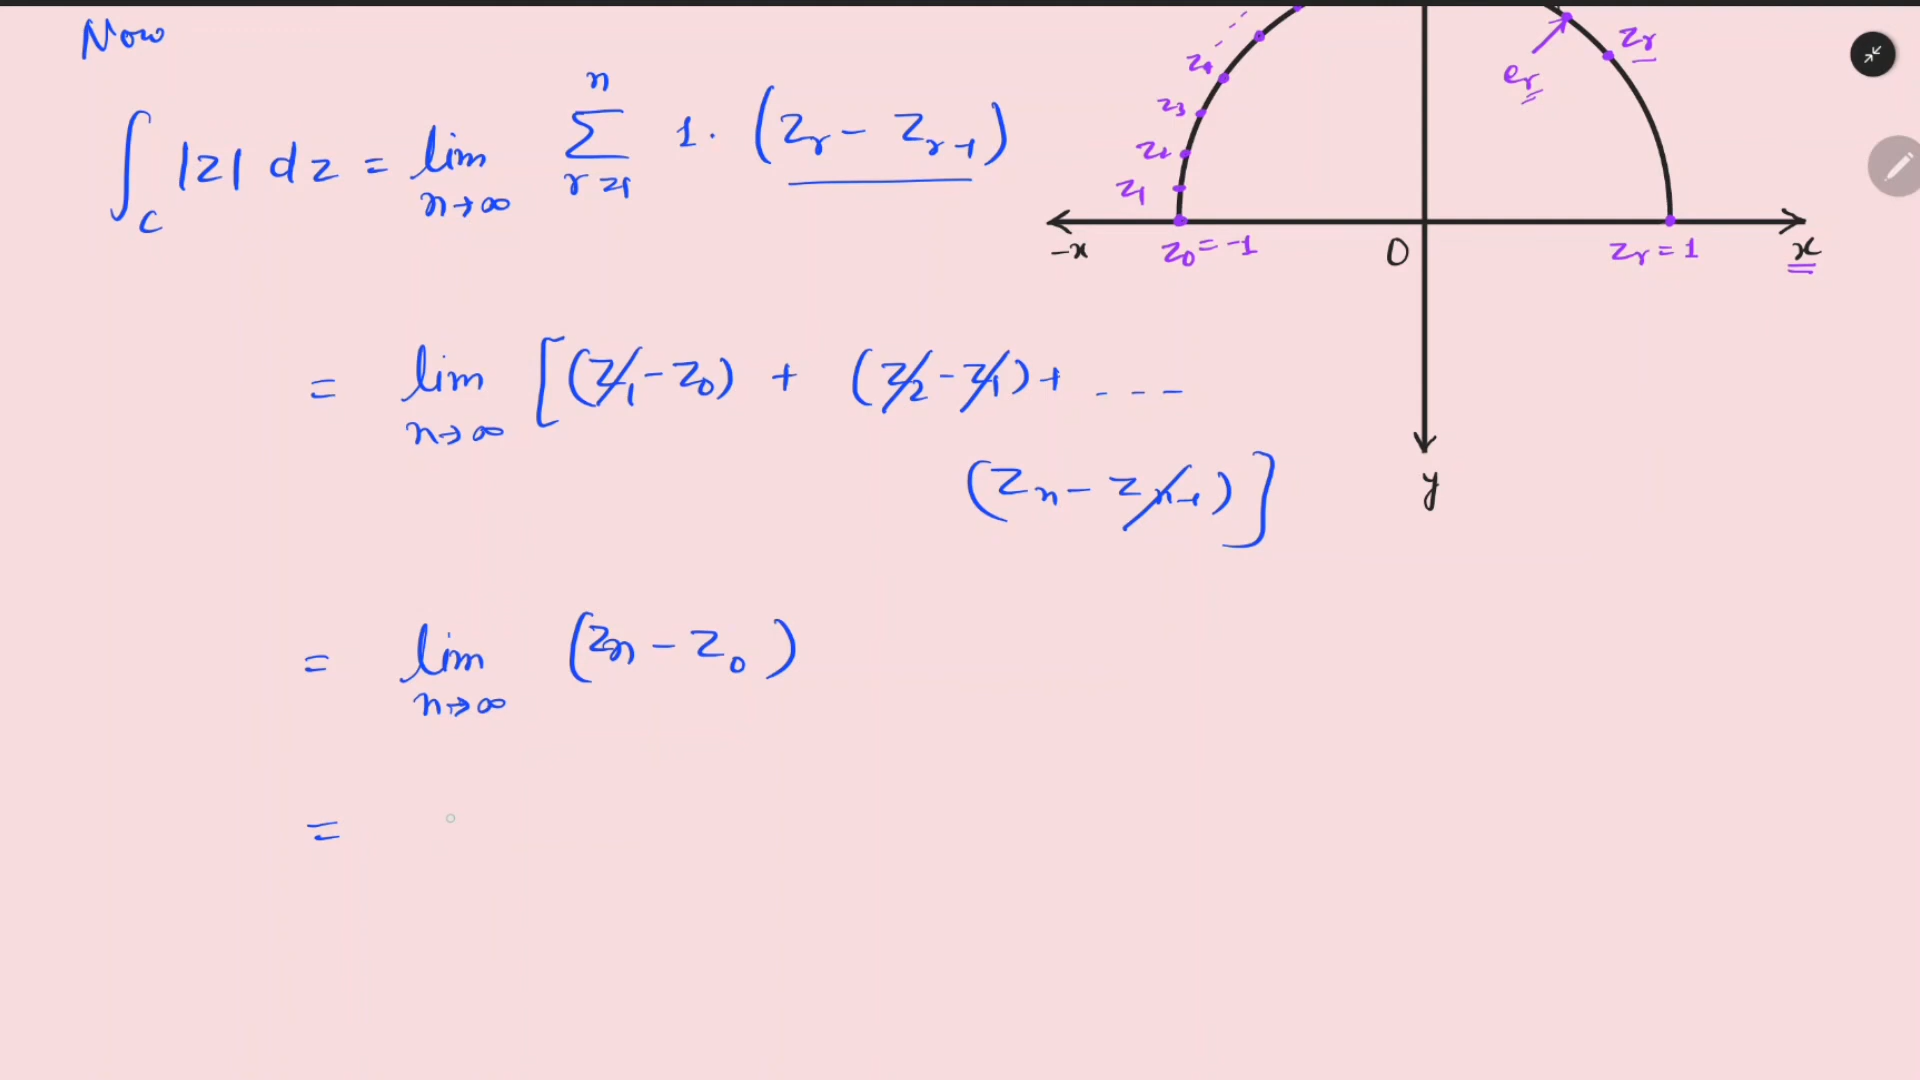 Now
∫_C |z| dz = lim_{n→∞} Σ_{r=1}^{n} 1. (z_r - z_{r-1})
= lim_{n→∞} [(z_1 - z_0) + (z_2 - z_1) + ----
(z_n - z_{n-1})]
= lim_{n→∞} (z_n - z_0)
=
z_r
e_r
z_4
z_3
z_2
z_1
-x
z_0 = -1
O
z_r = 1
x
y